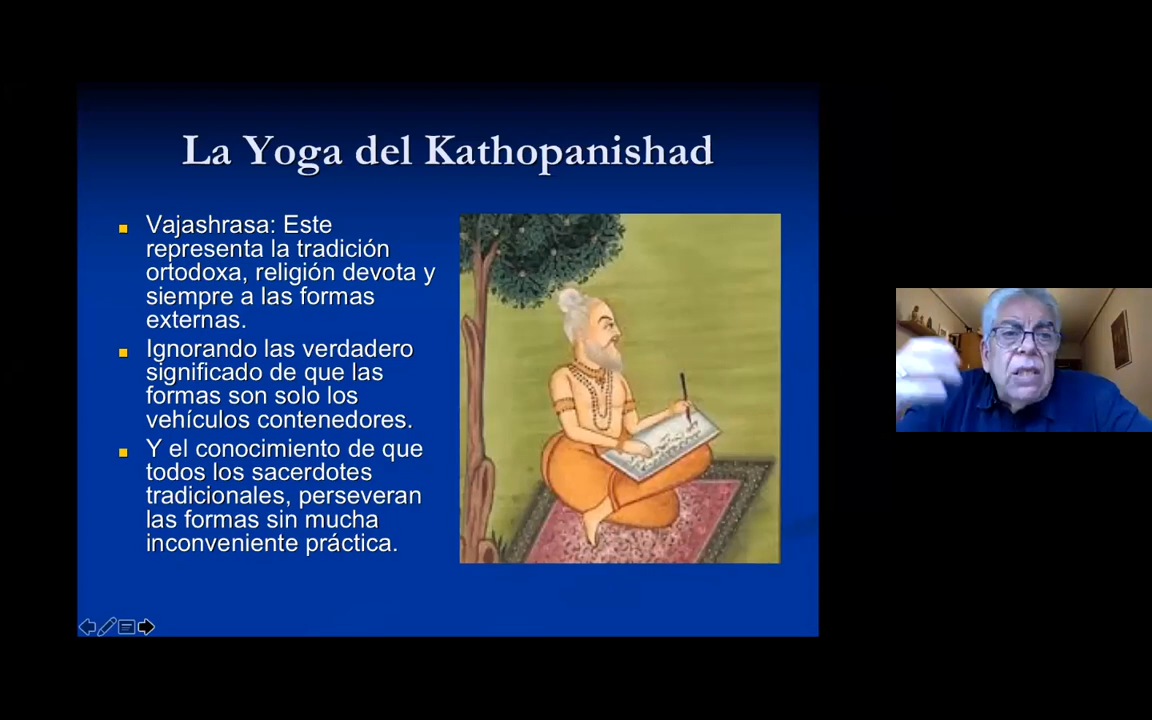 La Yoga del Kathopanishad
Vajashrasa: Este
representa la tradición
ortodoxa, religión devota y
siempre a las formas
externas.
Ignorando las verdadero
significado de que las
formas son solo los
vehículos contenedores.
Y el conocimiento de que
todos los sacerdotes
tradicionales, perseveran
las formas sin mucha
inconveniente práctica.